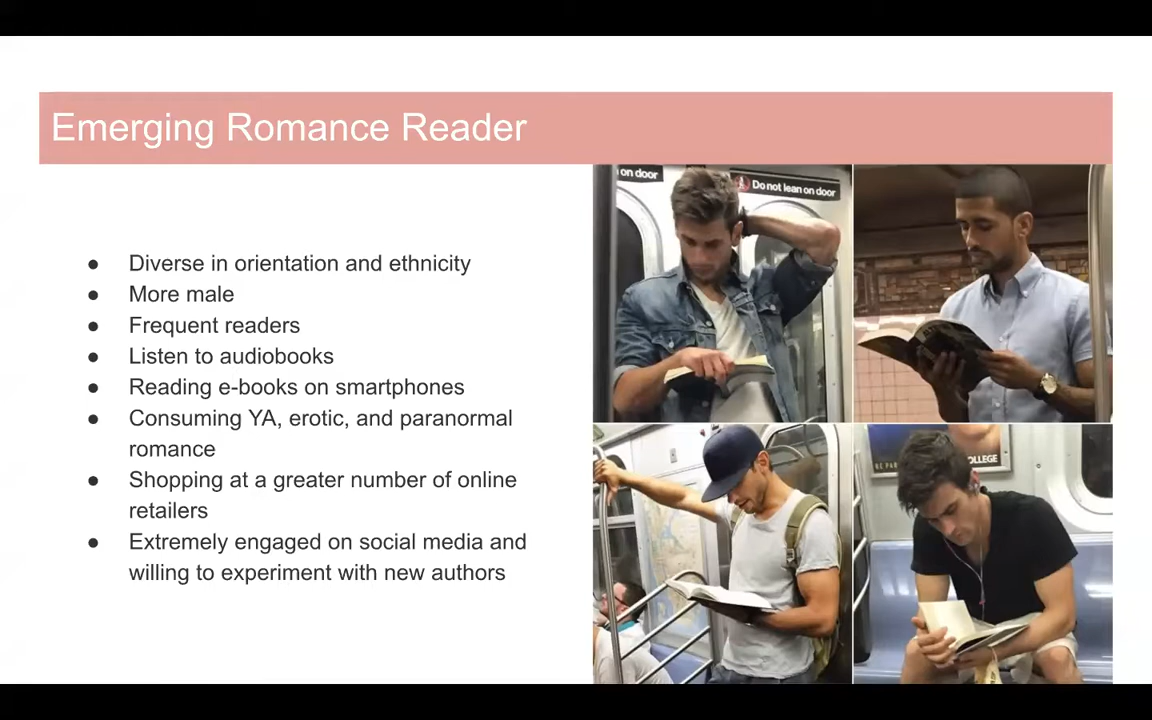 Emerging Romance Reader
on door
Do not lean on door
● Diverse in orientation and ethnicity
● More male
● Frequent readers
● Listen to audiobooks
● Reading e-books on smartphones
● Consuming YA, erotic, and paranormal
romance
● Shopping at a greater number of online
retailers
● Extremely engaged on social media and
willing to experiment with new authors
LLEGE